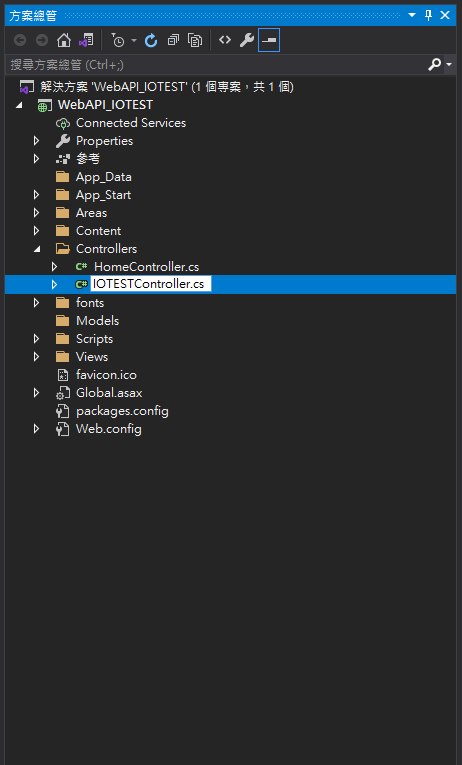 方案總管
搜尋方案總管 (Ctrl+;)
解決方案 'WebAPI_IOTEST' (1 個專案，共 1 個)
WebAPI_IOTEST
Connected Services
Properties
參考
App_Data
App_Start
Areas
Content
Controllers
C# HomeController.cs
C# IOTESTController.cs
fonts
Models
Scripts
Views
favicon.ico
Global.asax
packages.config
Web.config